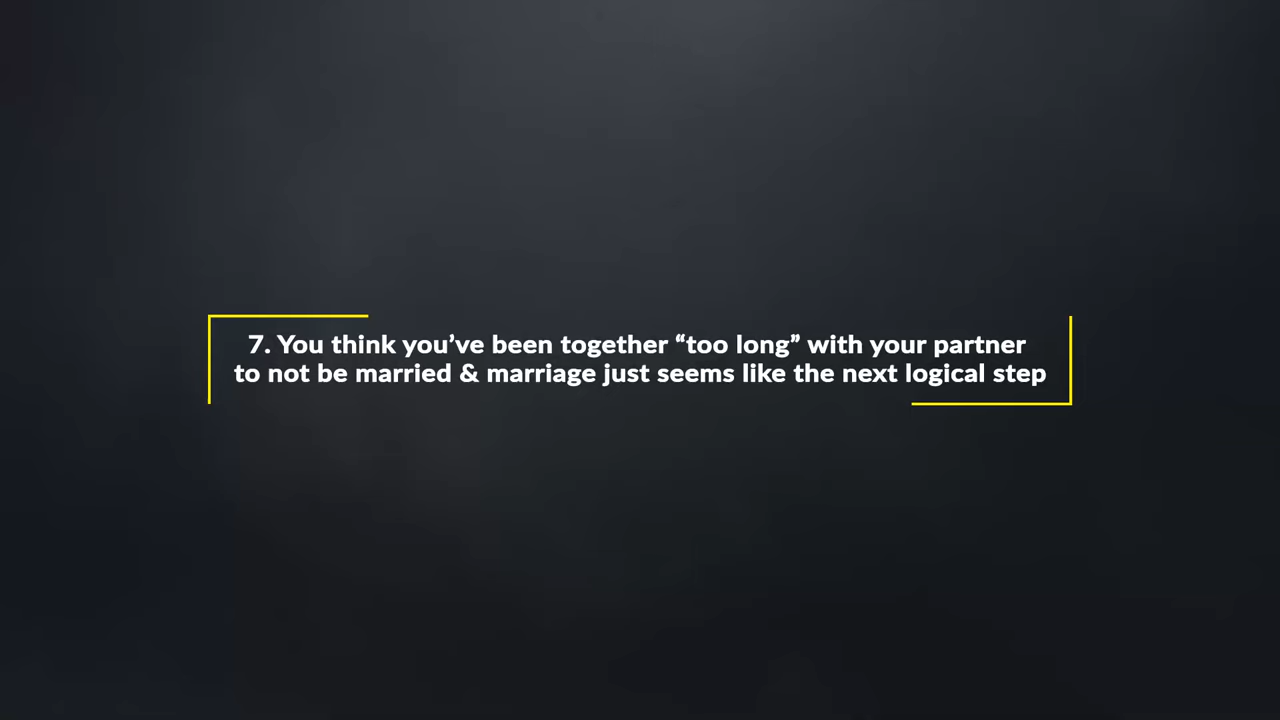 7. You think you’ve been together “too long” with your partner
to not be married & marriage just seems like the next logical step